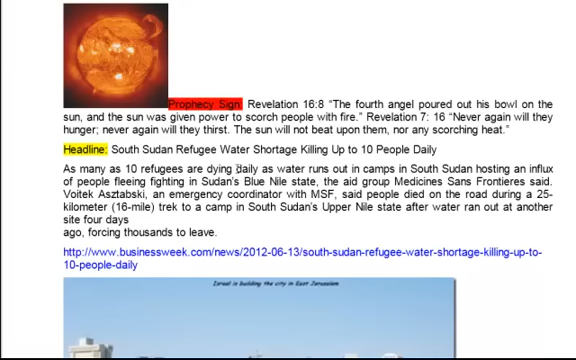 Prophecy Sign: Revelation 16:8 “The fourth angel poured out his bowl on the
sun, and the sun was given power to scorch people with fire.” Revelation 7: 16 “Never again will they
hunger; never again will they thirst. The sun will not beat upon them, nor any scorching heat.”
Headline: South Sudan Refugee Water Shortage Killing Up to 10 People Daily
As many as 10 refugees are dying daily as water runs out in camps in South Sudan hosting an influx
of people fleeing fighting in Sudan’s Blue Nile state, the aid group Medicines Sans Frontieres said.
Voitek Asztabski, an emergency coordinator with MSF, said people died on the road during a 25-
kilometer (16-mile) trek to a camp in South Sudan’s Upper Nile state after water ran out at another
site four days
ago, forcing thousands to leave.
http://www.businessweek.com/news/2012-06-13/south-sudan-refugee-water-shortage-killing-up-to-
10-people-daily
Israel is building the city in East Jerusalem